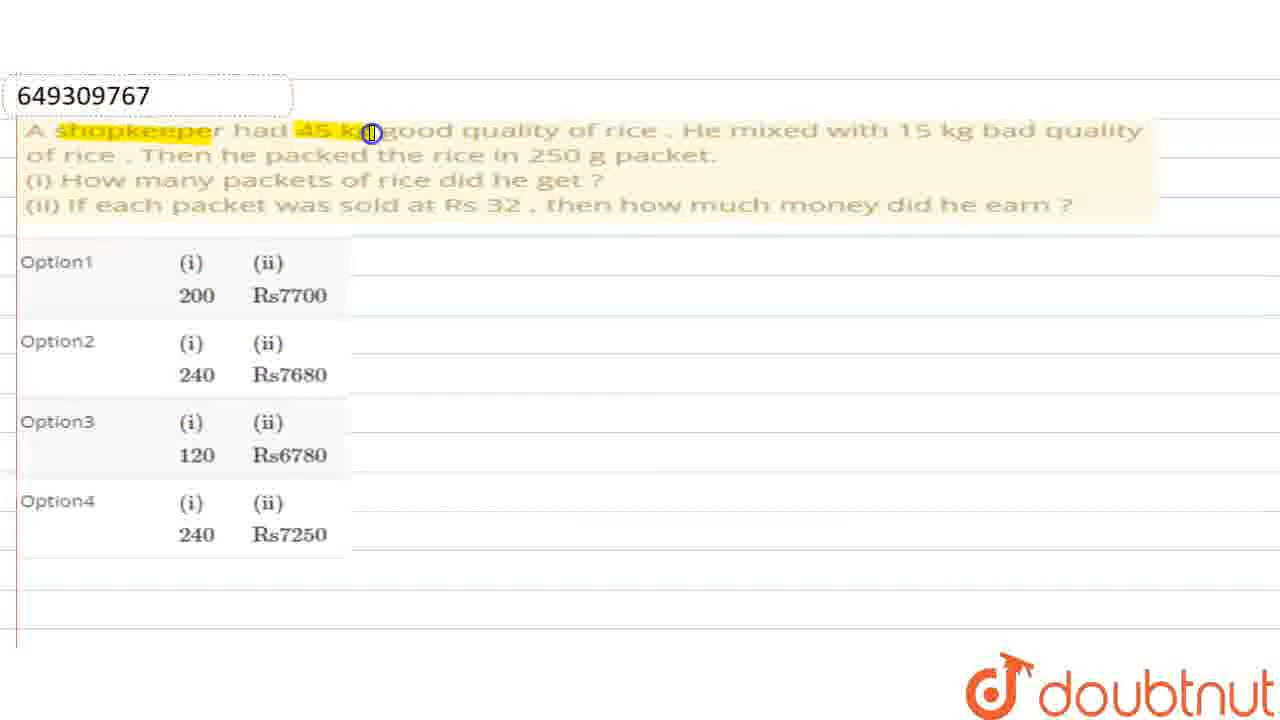 649309767
A shopkeeper had 45 kg good quality of rice . He mixed with 15 kg bad quality
of rice . Then he packed the rice in 250 g packet.
(i) How many packets of rice did he get ?
(ii) If each packet was sold at Rs 32 , then how much money did he earn ?
Option1 (i) (ii)
200 Rs7700
Option2 (i) (ii)
240 Rs7680
Option3 (i) (ii)
120 Rs6780
Option4 (i) (ii)
240 Rs7250
doubtnut